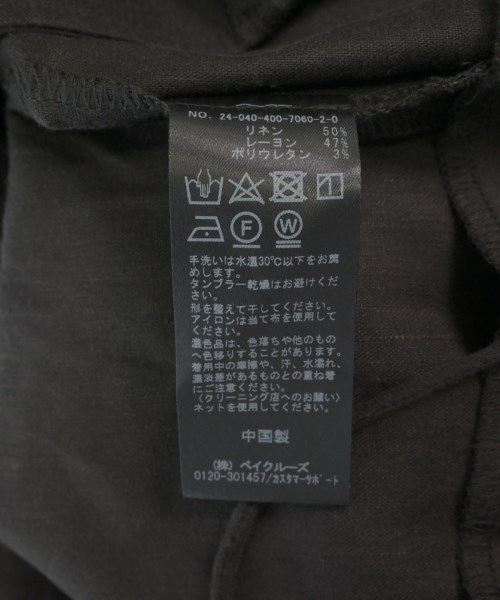 NO. 24-040-400-7060-2-0
リネン 50%
レーヨン 47%
ポリウレタン 3%
F W
手洗いは水温30℃以下をお薦
めします。
タンブラー乾燥はお避けくだ
さい。
形を整えて干してください。
アイロンは当て布を使用して
ください。
濃色品は、色落ちや他のもの
へ色移りすることがあります。
着用中の摩擦や、汗、水濡れ、
濃淡差があるものとの重ね着
にご注意ください。
〈クリーニング店へのお願い〉
ネットを使用してください。
中国製
(株) ベイクルーズ
0120-301457/カスタマーサポート